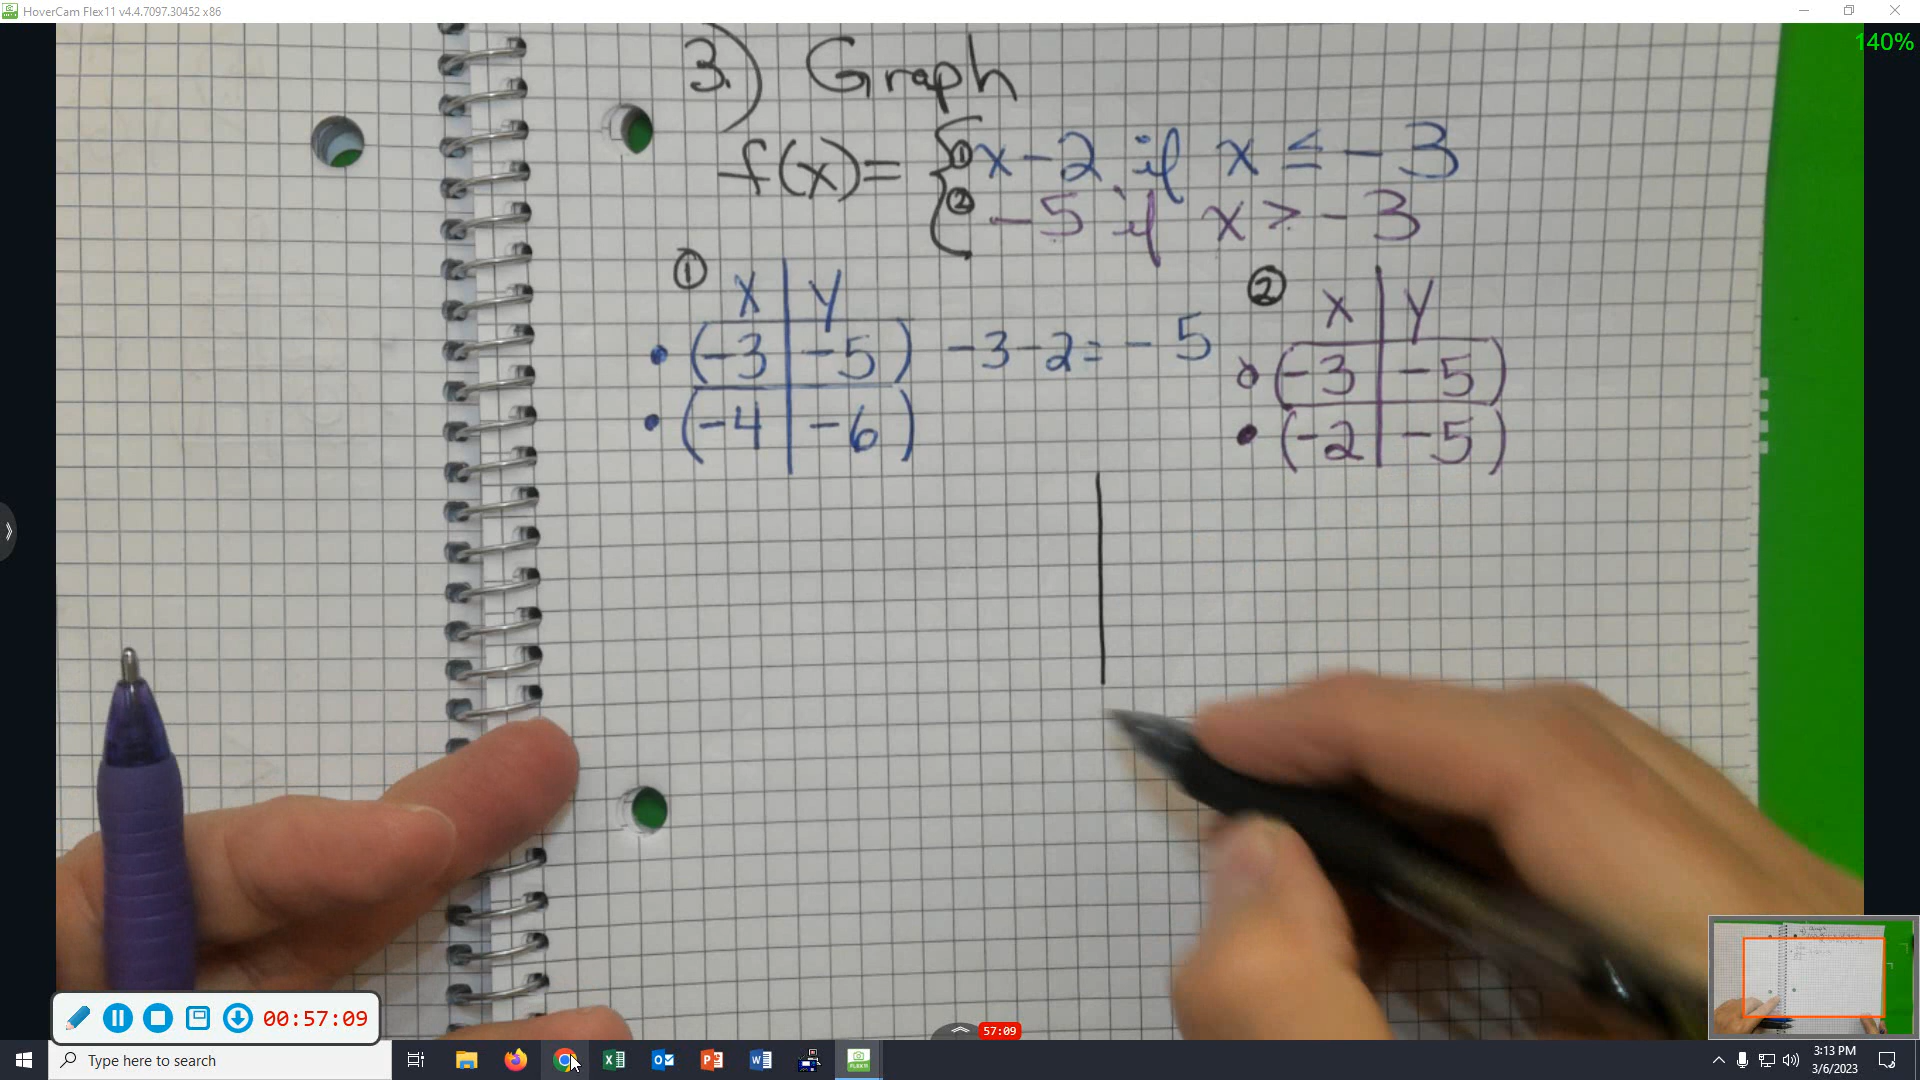 HoverCam Flex11 v4.4.7097.30452 x86
140%
3.) Graph
f(x) = { ① x - 2 if x ≤ - 3
② - 5 if x > - 3
① x | y
• (-3 | -5) -3 - 2 = - 5
• (-4 | -6)
② x | y
o (-3 | -5)
• (-2 | -5)
00:57:09
57:09
Type here to search
3:13 PM
3/6/2023